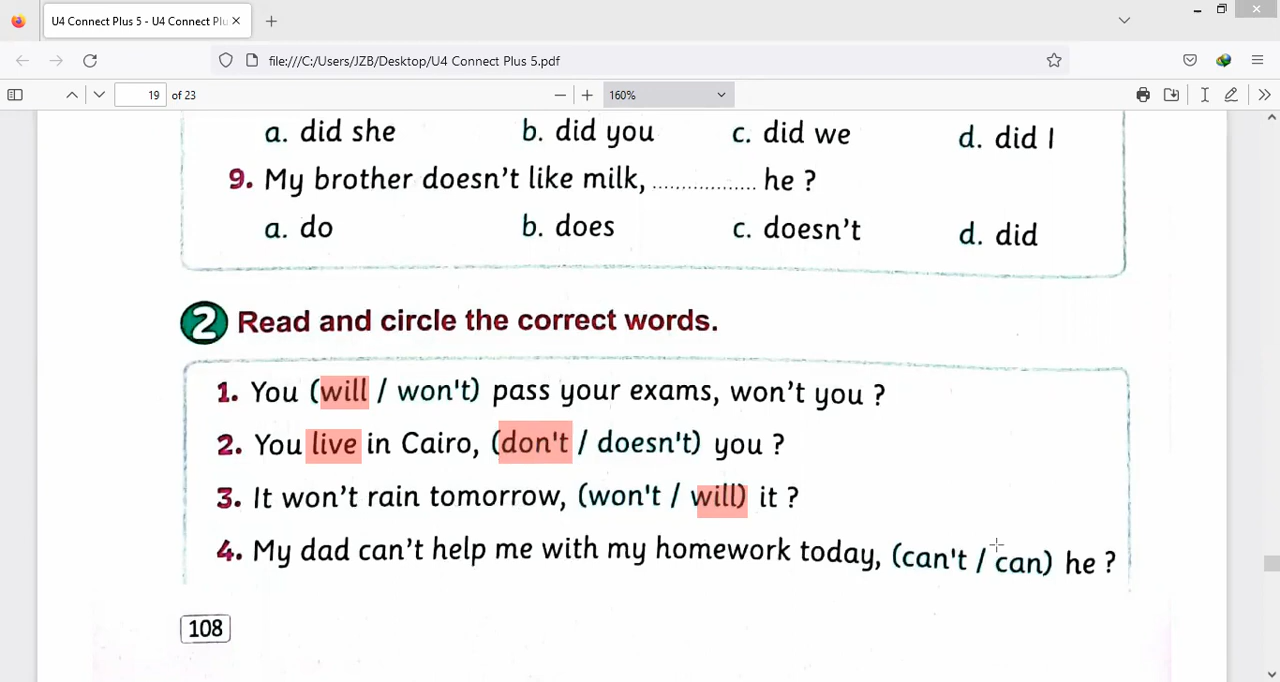 U4 Connect Plus 5 - U4 Connect Plu
file:///C:/Users/JZB/Desktop/U4 Connect Plus 5.pdf
19 of 23
160%
a. did she b. did you c. did we d. did I
9. My brother doesn't like milk, ................. he ?
a. do b. does c. doesn't d. did
2 Read and circle the correct words.
1. You (will / won't) pass your exams, won't you ?
2. You live in Cairo, (don't / doesn't) you ?
3. It won't rain tomorrow, (won't / will) it ?
4. My dad can't help me with my homework today, (can't / can) he ?
108